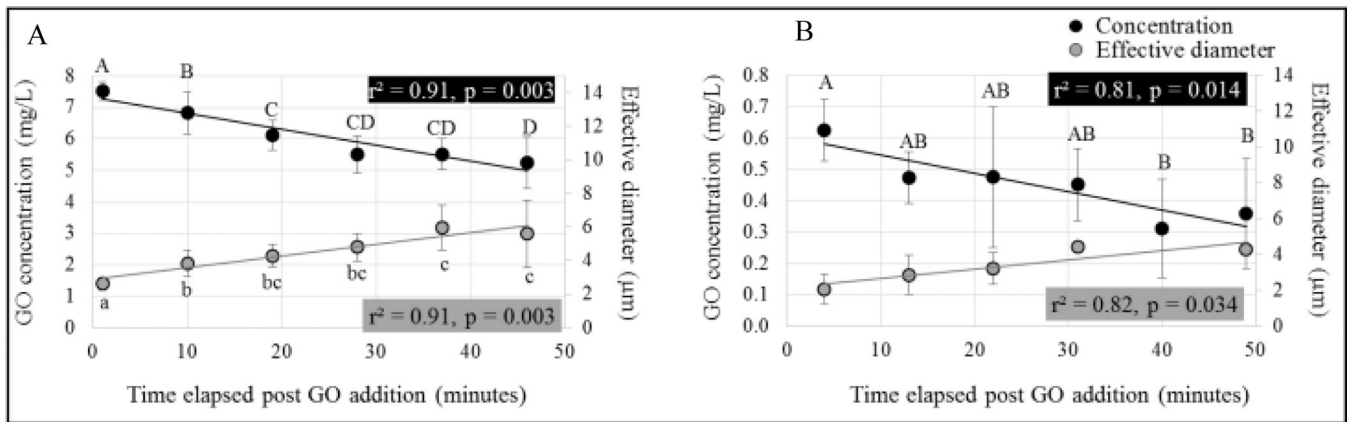 A
8
7
6
5
4
3
2
1
0
GO concentration (mg/L)
A
B
C
CD
CD
D
r² = 0.91, p = 0.003
a
b
bc
bc
c
c
r² = 0.91, p = 0.003
14
12
10
8
6
4
2
0
Effective diameter (µm)
0 10 20 30 40 50
Time elapsed post GO addition (minutes)
B
Concentration
Effective diameter
0.8
0.7
0.6
0.5
0.4
0.3
0.2
0.1
0.0
GO concentration (mg/L)
A
AB
AB
AB
B
B
r² = 0.81, p = 0.014
r² = 0.82, p = 0.034
14
12
10
8
6
4
2
0
Effective diameter (µm)
0 10 20 30 40 50
Time elapsed post GO addition (minutes)